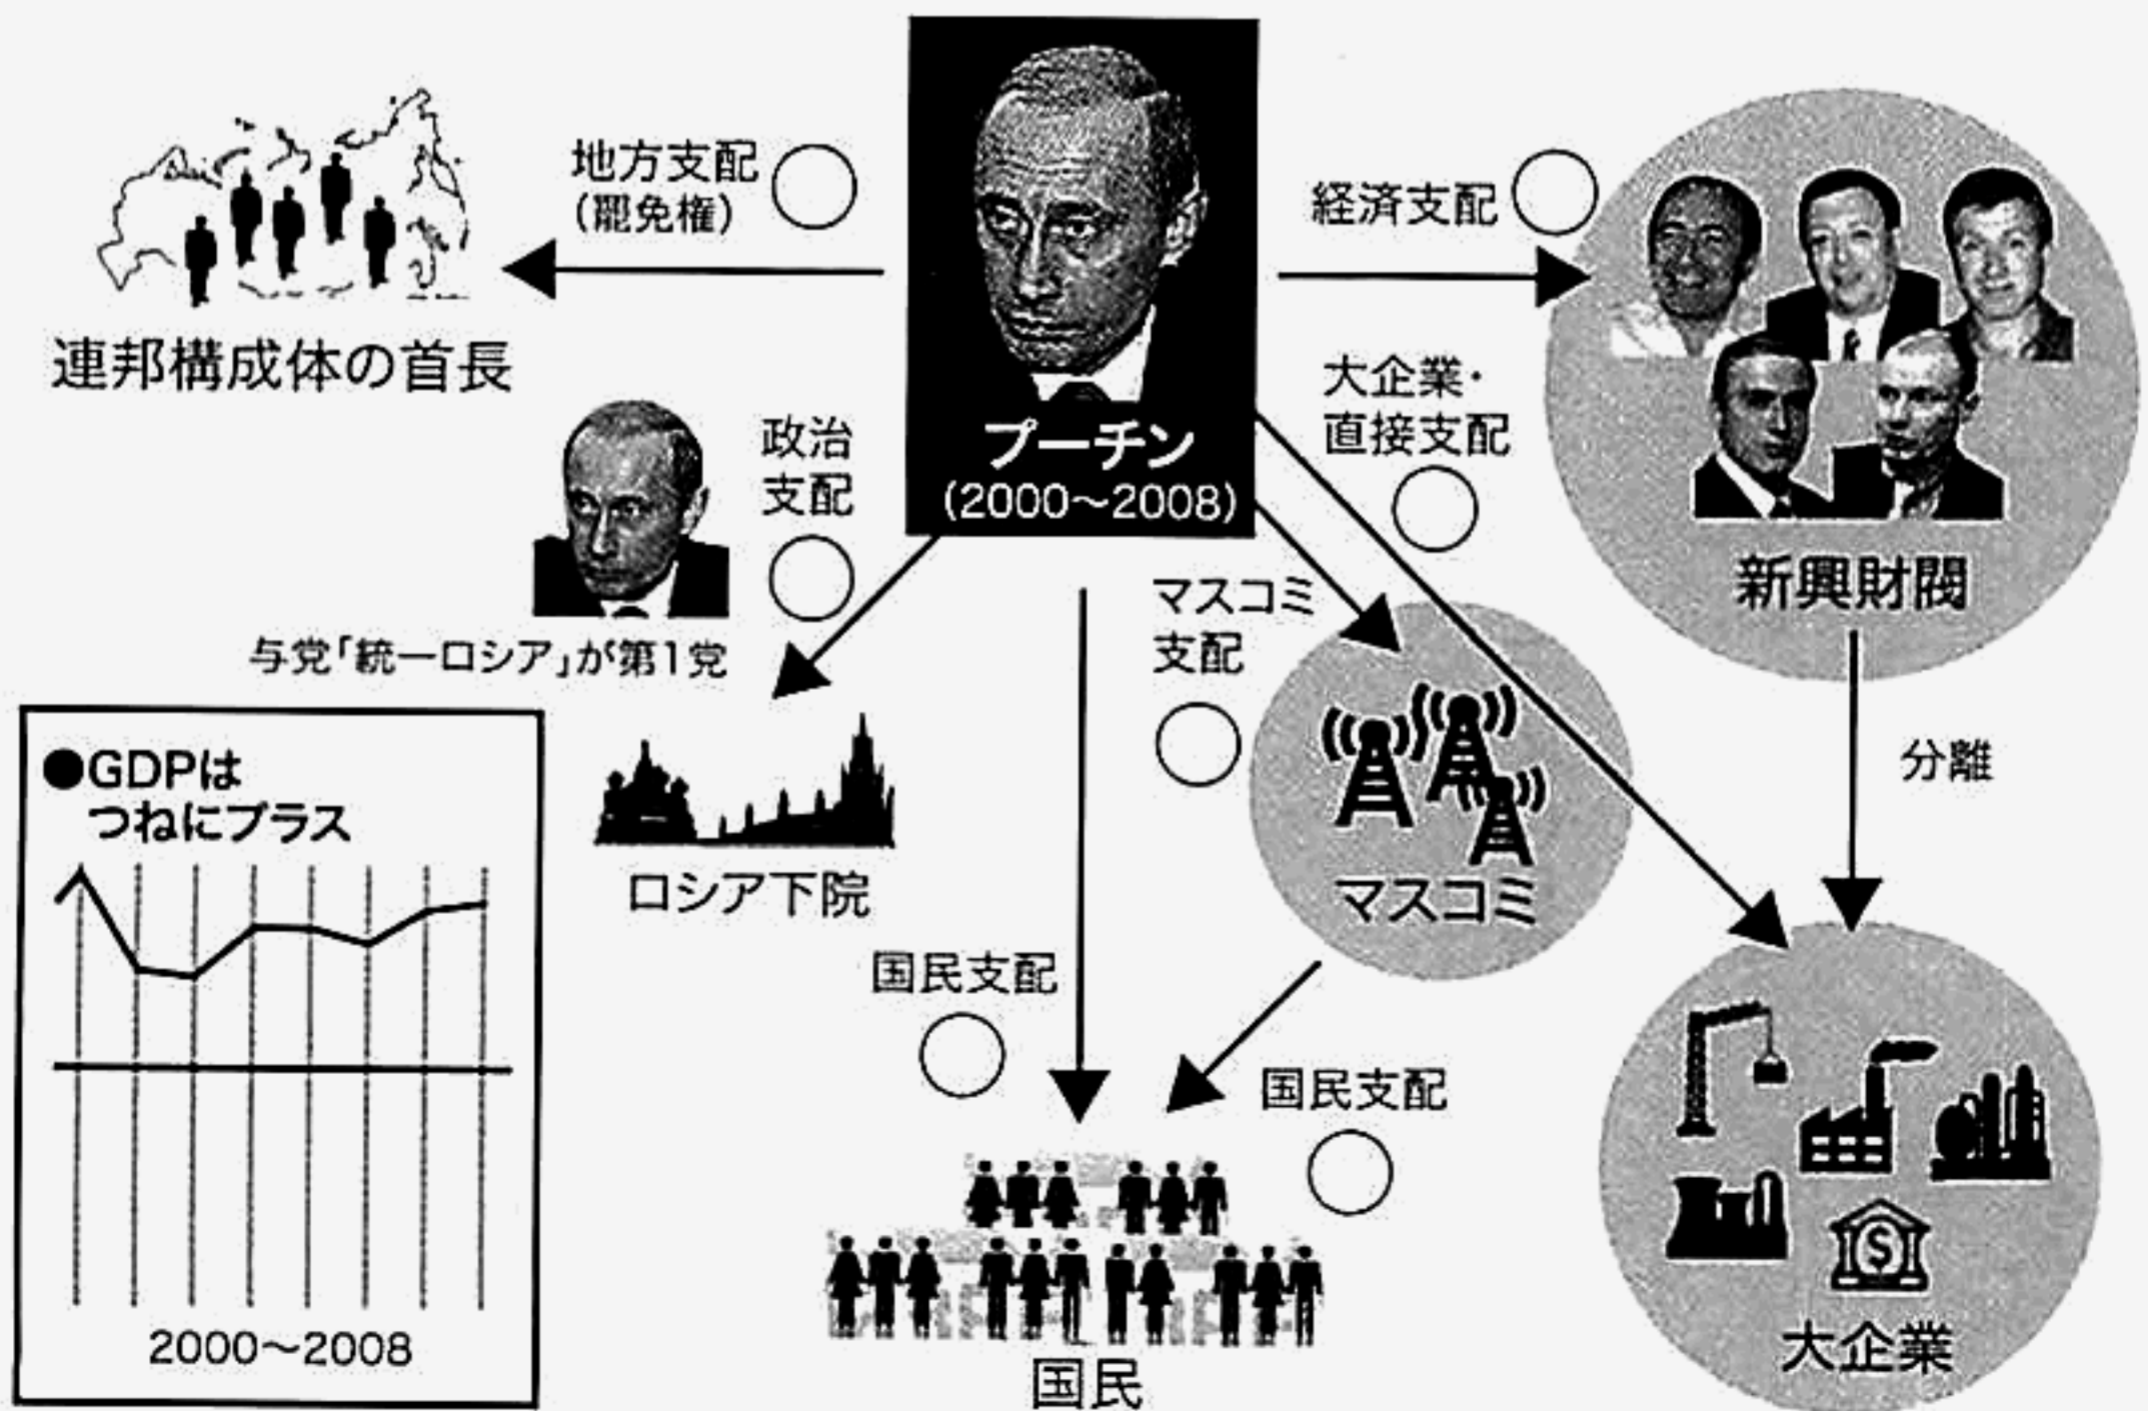 地方支配
(罷免権)
経済支配
連邦構成体の首長
政治
支配
プーチン
(2000～2008)
大企業・
直接支配
新興財閥
与党「統一ロシア」が第1党
マスコミ
支配
分離
●GDPは
つねにプラス
ロシア下院
マスコミ
国民支配
国民支配
2000～2008
国民
大企業
$